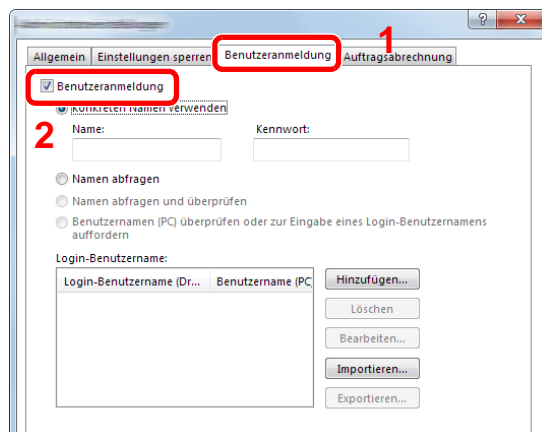 1
Allgemein Einstellungen sperren Benutzeranmeldung Auftragsabrechnung
Benutzeranmeldung
Konkreten Namen verwenden
2
Name: Kennwort:
Namen abfragen
Namen abfragen und überprüfen
Benutzernamen (PC) überprüfen oder zur Eingabe eines Login-Benutzernamens
auffordern
Login-Benutzername:
Login-Benutzername (Dr... Benutzername (PC)
Hinzufügen...
Löschen
Bearbeiten...
Importieren...
Exportieren...